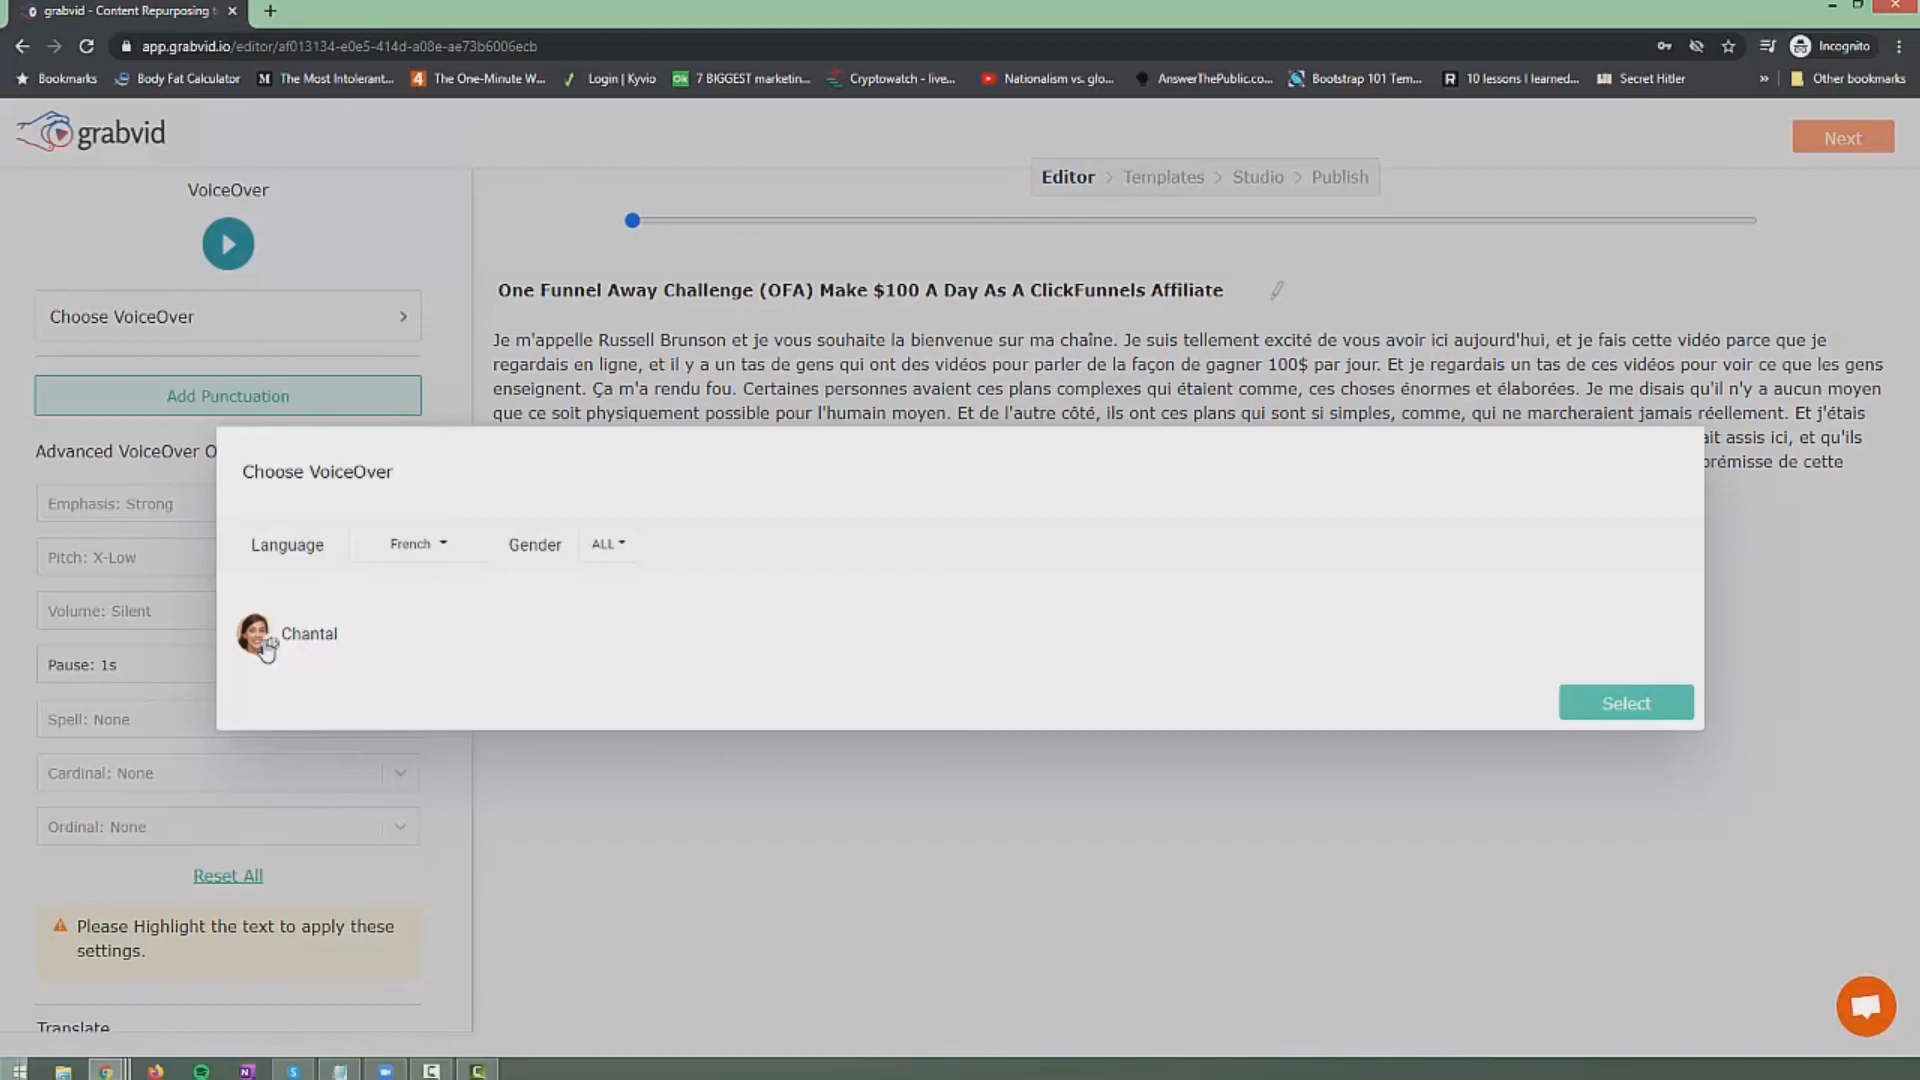 grabvid - Content Repurposing t
app.grabvid.io/editor/af013134-e0e5-414d-a08e-ae73b6006ecb
Incognito
Bookmarks
Body Fat Calculator
The Most Intolerant...
The One-Minute W...
Login | Kyvio
7 BIGGEST marketin...
Cryptowatch - live...
Nationalism vs. glo...
AnswerThePublic.co...
Bootstrap 101 Tem...
10 lessons I learned...
Secret Hitler
Other bookmarks
grabvid
Next
Editor > Templates > Studio > Publish
VoiceOver
Choose VoiceOver
Add Punctuation
Advanced VoiceOver O
Emphasis: Strong
Pitch: X-Low
Volume: Silent
Pause: 1s
Spell: None
Cardinal: None
Ordinal: None
Reset All
Please Highlight the text to apply these
settings.
Translate
One Funnel Away Challenge (OFA) Make $100 A Day As A ClickFunnels Affiliate
Je m'appelle Russell Brunson et je vous souhaite la bienvenue sur ma chaîne. Je suis tellement excité de vous avoir ici aujourd'hui, et je fais cette vidéo parce que je
regardais en ligne, et il y a un tas de gens qui ont des vidéos pour parler de la façon de gagner 100$ par jour. Et je regardais un tas de ces vidéos pour voir ce que les gens
enseignent. Ça m'a rendu fou. Certaines personnes avaient ces plans complexes qui étaient comme, ces choses énormes et élaborées. Je me disais qu'il n'y a aucun moyen
que ce soit physiquement possible pour l'humain moyen. Et de l'autre côté, ils ont ces plans qui sont si simples, comme, qui ne marcheraient jamais réellement. Et j'étais
ait assis ici, et qu'ils
prémisse de cette
Choose VoiceOver
Language French Gender ALL
Chantal
Select